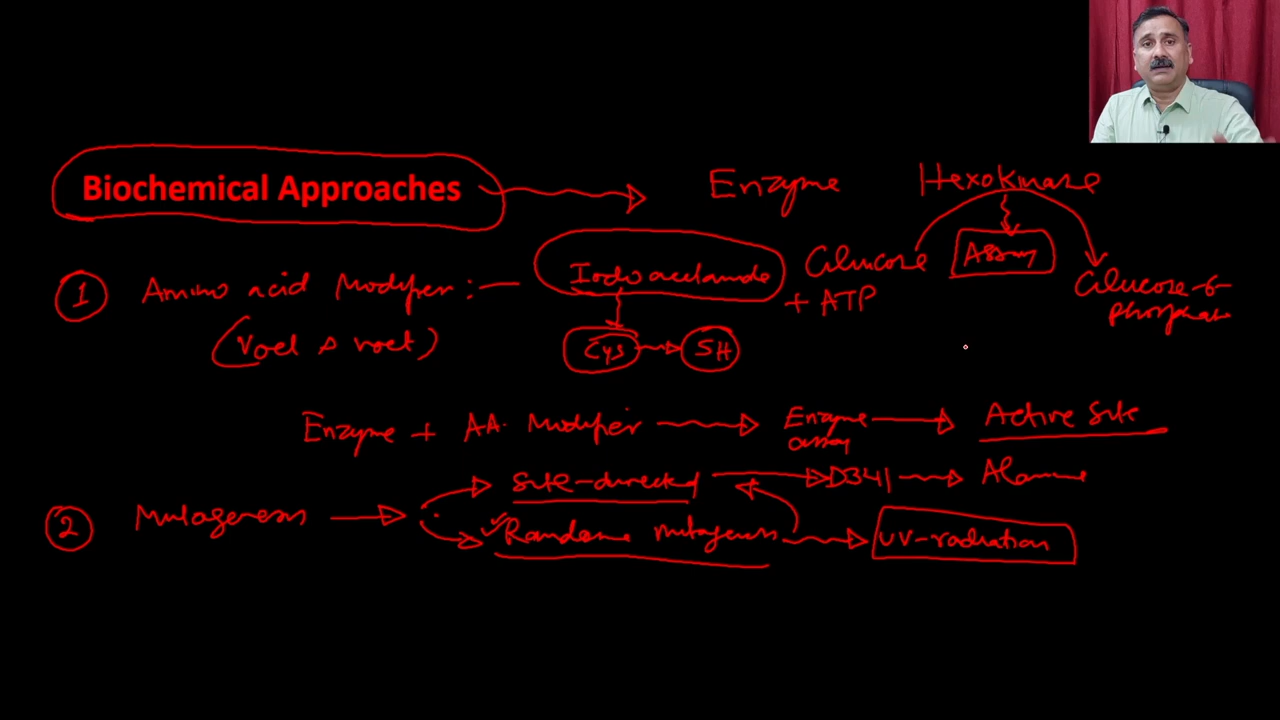 Biochemical Approaches → Enzyme Hexokinase
Assay
① Amino acid Modifier :— Iodoacetamide Glucose + ATP Glucose-6-phosphate
(Voet & Voet) Cys → SH
Enzyme + AA. Modifier → Enzyme assay → Active Site
Site-directed → D341 → Alanine
② Mutagenesis →
✓Random mutagenesis → UV-radiation